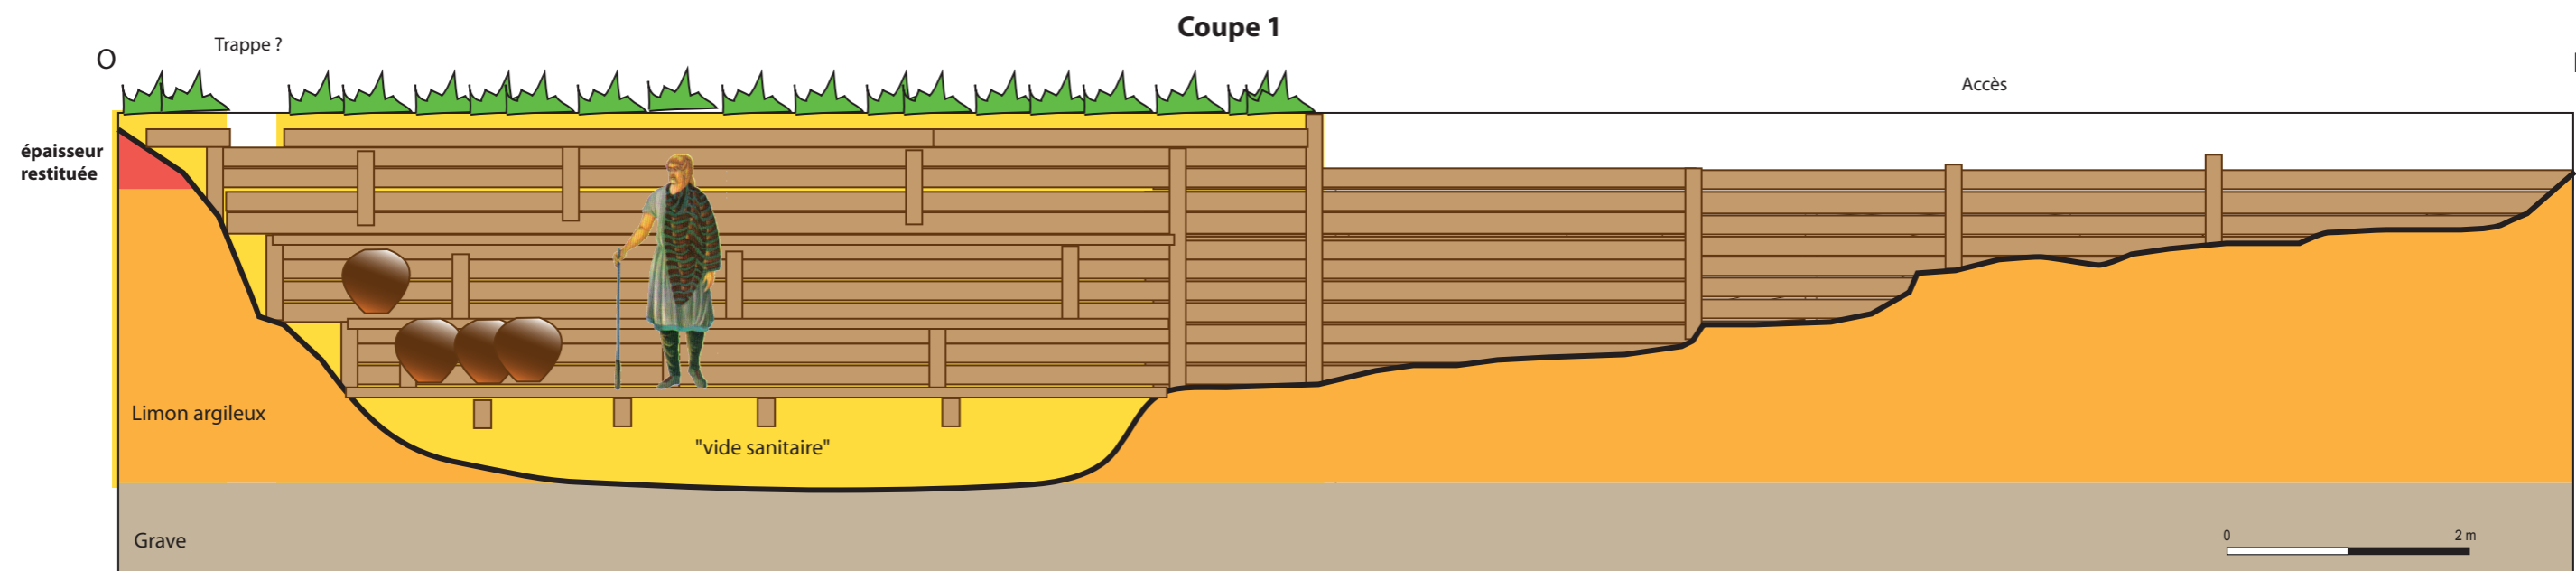 Coupe 1
Trappe ?
O
Accès
épaisseur
restituée
Limon argileux
"vide sanitaire"
Grave
0 2 m